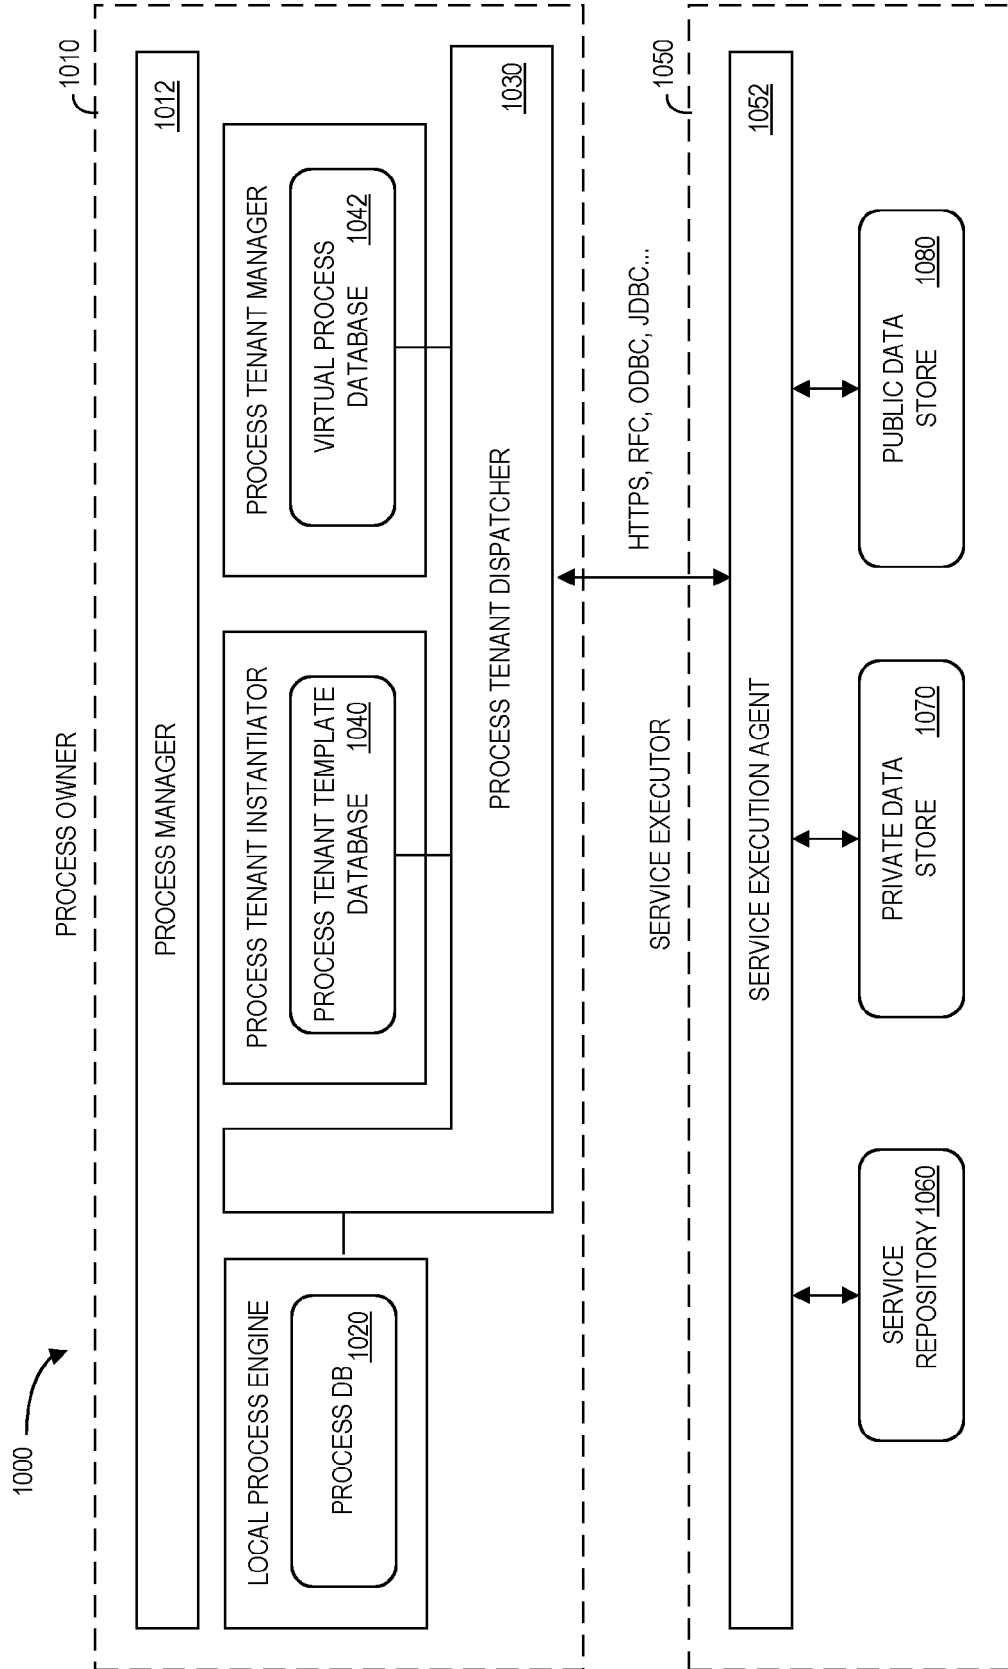 1000
PROCESS OWNER
1010
PROCESS MANAGER
1012
LOCAL PROCESS ENGINE
PROCESS DB
1020
PROCESS TENANT INSTANTIATOR
PROCESS TENANT TEMPLATE
DATABASE
1040
PROCESS TENANT MANAGER
VIRTUAL PROCESS
DATABASE
1042
PROCESS TENANT DISPATCHER
1030
HTTPS, RFC, ODBC, JDBC...
SERVICE EXECUTOR
1050
SERVICE EXECUTION AGENT
1052
SERVICE
REPOSITORY 1060
PRIVATE DATA
STORE
1070
PUBLIC DATA
STORE
1080